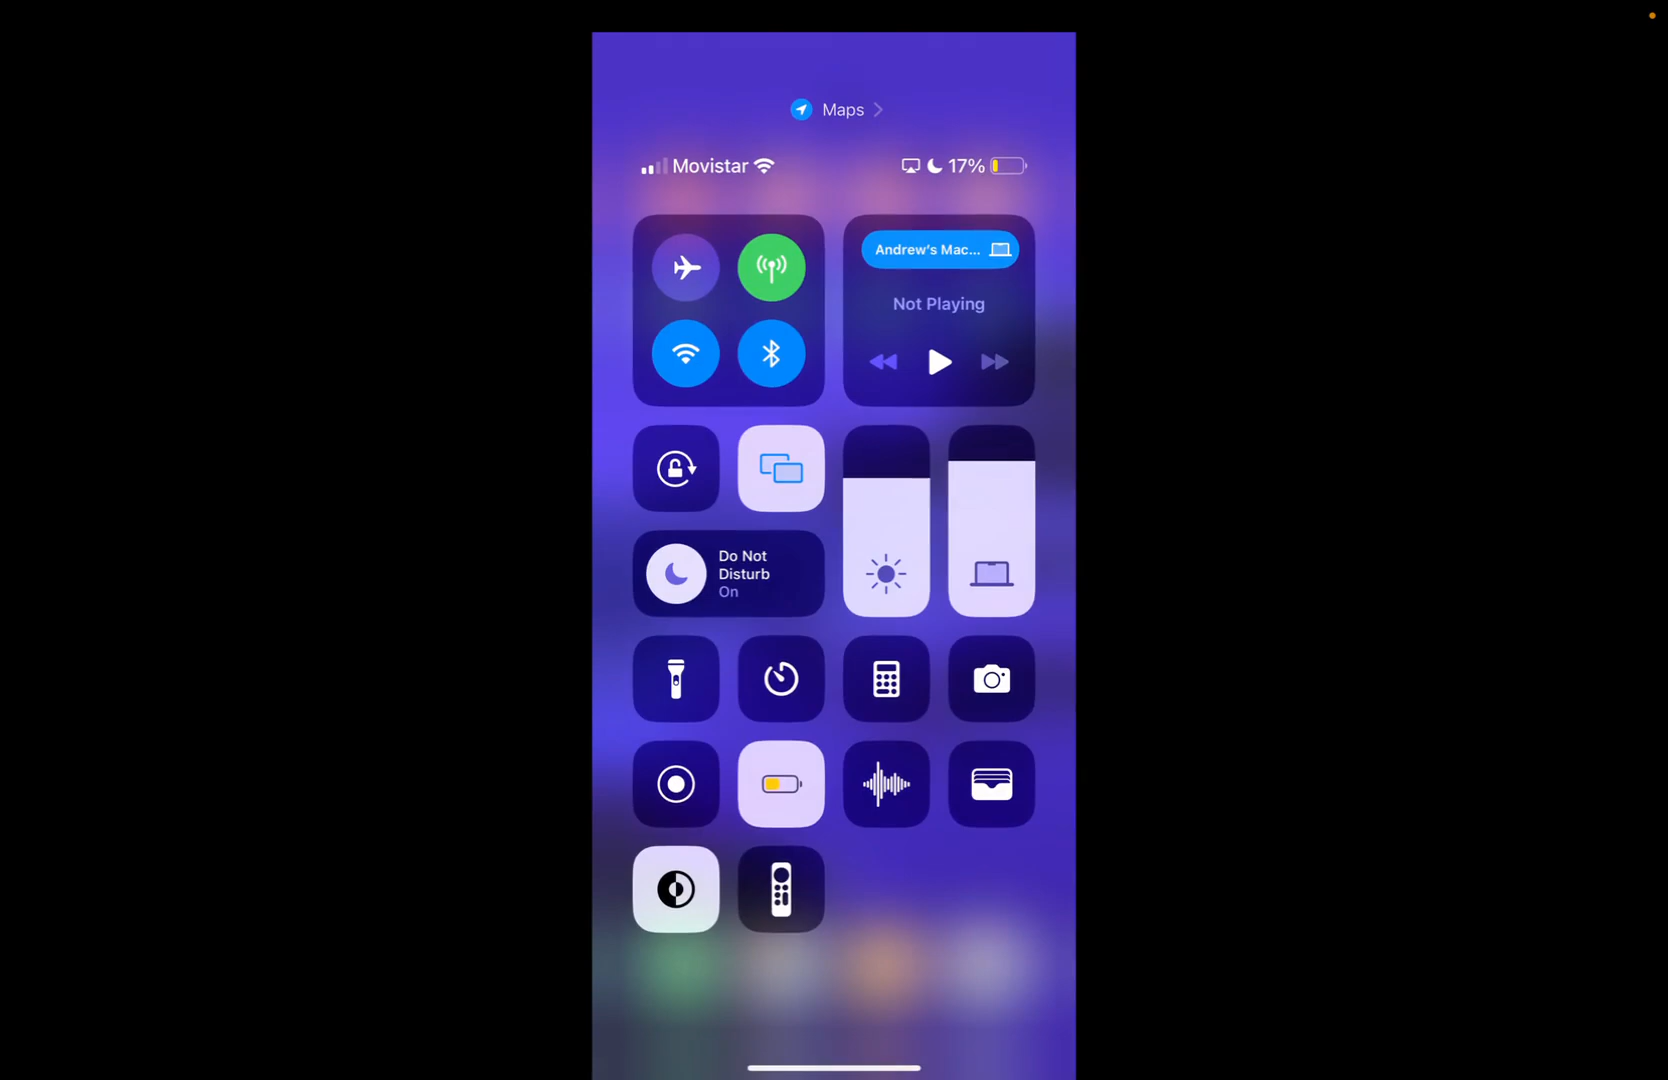 Maps
Movistar 17%
Andrew's Mac...
Not Playing
Do Not
Disturb
On